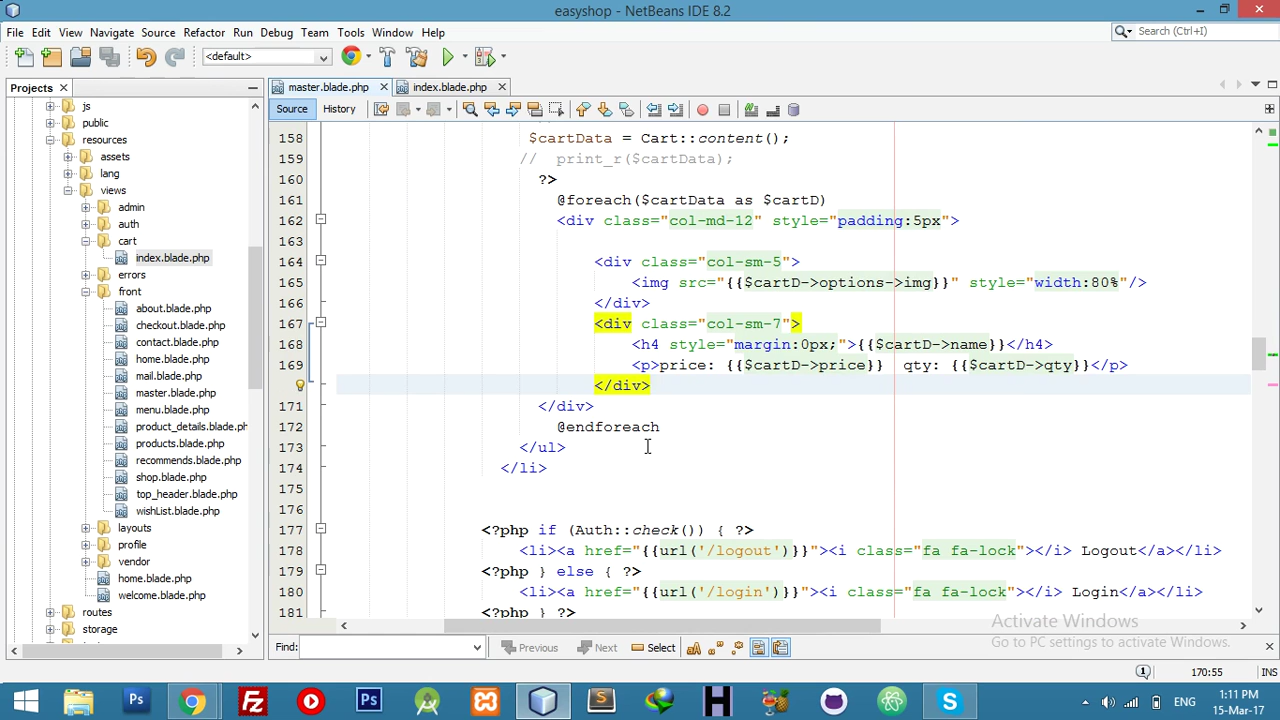 easyshop - NetBeans IDE 8.2
File Edit View Navigate Source Refactor Run Debug Team Tools Window Help
Search (Ctrl+I)
<default>
Projects
master.blade.php
index.blade.php
Source History
js
public
resources
assets
lang
views
admin
auth
cart
index.blade.php
errors
front
about.blade.php
checkout.blade.php
contact.blade.php
home.blade.php
mail.blade.php
master.blade.php
menu.blade.php
product_details.blade.ph
products.blade.php
recommends.blade.php
shop.blade.php
top_header.blade.php
wishList.blade.php
layouts
profile
vendor
home.blade.php
welcome.blade.php
routes
storage
158 $cartData = Cart::content();
159 // print_r($cartData);
160 ?>
161 @foreach($cartData as $cartD)
162 <div class="col-md-12" style="padding:5px">
163
164 <div class="col-sm-5">
165 <img src="{{$cartD->options->img}}" style="width:80%"/>
166 </div>
167 <div class="col-sm-7">
168 <h4 style="margin:0px;">{{$cartD->name}}</h4>
169 <p>price: {{$cartD->price}} qty: {{$cartD->qty}}</p>
</div>
171 </div>
172 @endforeach
173 </ul>
174 </li>
175
176
177 <?php if (Auth::check()) { ?>
178 <li><a href="{{url('/logout')}}"><i class="fa fa-lock"></i> Logout</a></li>
179 <?php } else { ?>
180 <li><a href="{{url('/login')}}"><i class="fa fa-lock"></i> Login</a></li>
181 <?php } ?>
Activate Windows
Go to PC settings to activate Windows.
Find: Previous Next Select
170:55 INS
ENG
1:11 PM
15-Mar-17